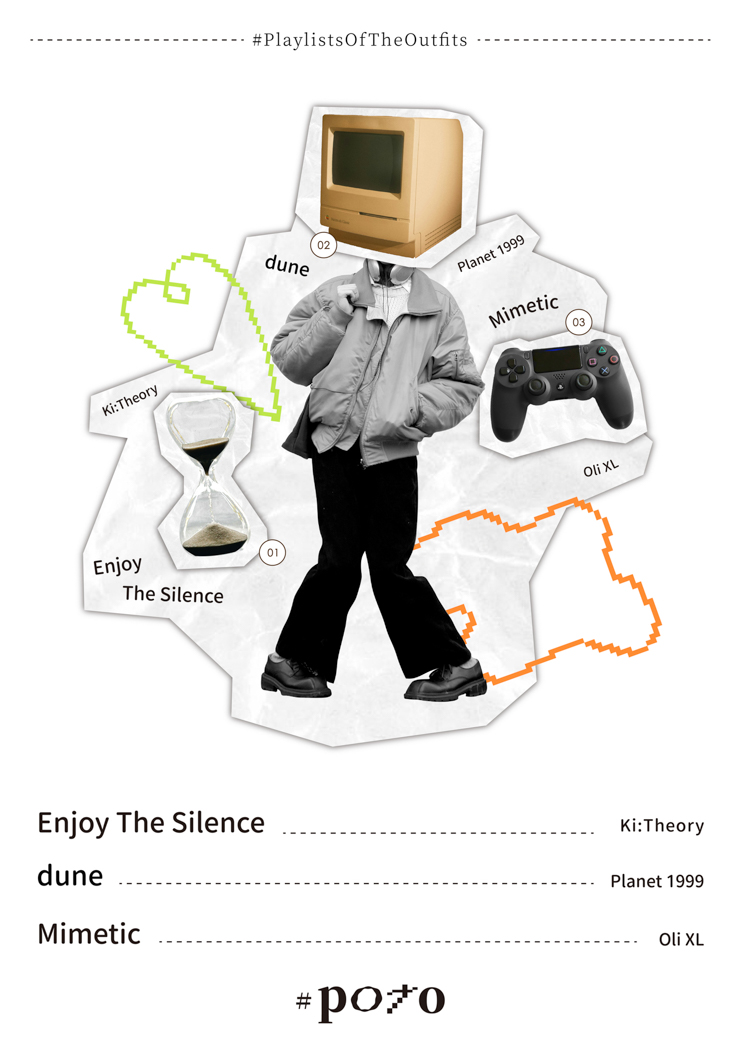 #PlaylistsOfTheOutfits
02
dune
Planet 1999
Mimetic
03
Ki:Theory
Oli XL
01
Enjoy
The Silence
Enjoy The Silence Ki:Theory
dune Planet 1999
Mimetic Oli XL